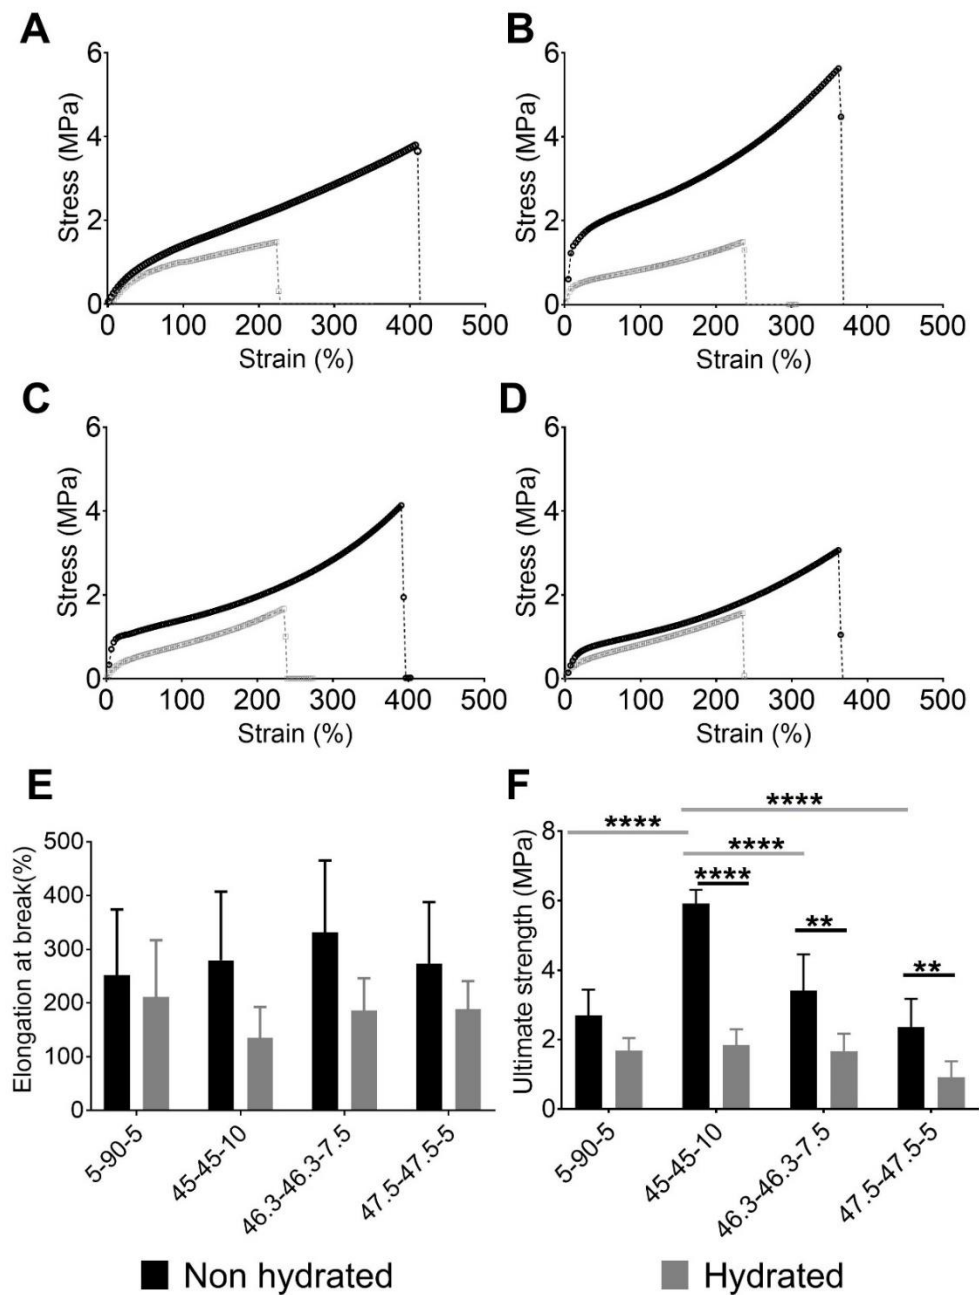 A
B
6
4
2
0
Stress (MPa)
0 100 200 300 400 500
Strain (%)
6
4
2
0
Stress (MPa)
0 100 200 300 400 500
Strain (%)
C
D
6
4
2
0
Stress (MPa)
0 100 200 300 400 500
Strain (%)
6
4
2
0
Stress (MPa)
0 100 200 300 400 500
Strain (%)
E
500
400
300
200
100
0
Elongation at break(%)
5-90-5
45-45-10
46.3-46.3-7.5
47.5-47.5-5
F
8
6
4
2
0
Ultimate strength (MPa)
****
****
****
****
**
**
5-90-5
45-45-10
46.3-46.3-7.5
47.5-47.5-5
Non hydrated
Hydrated